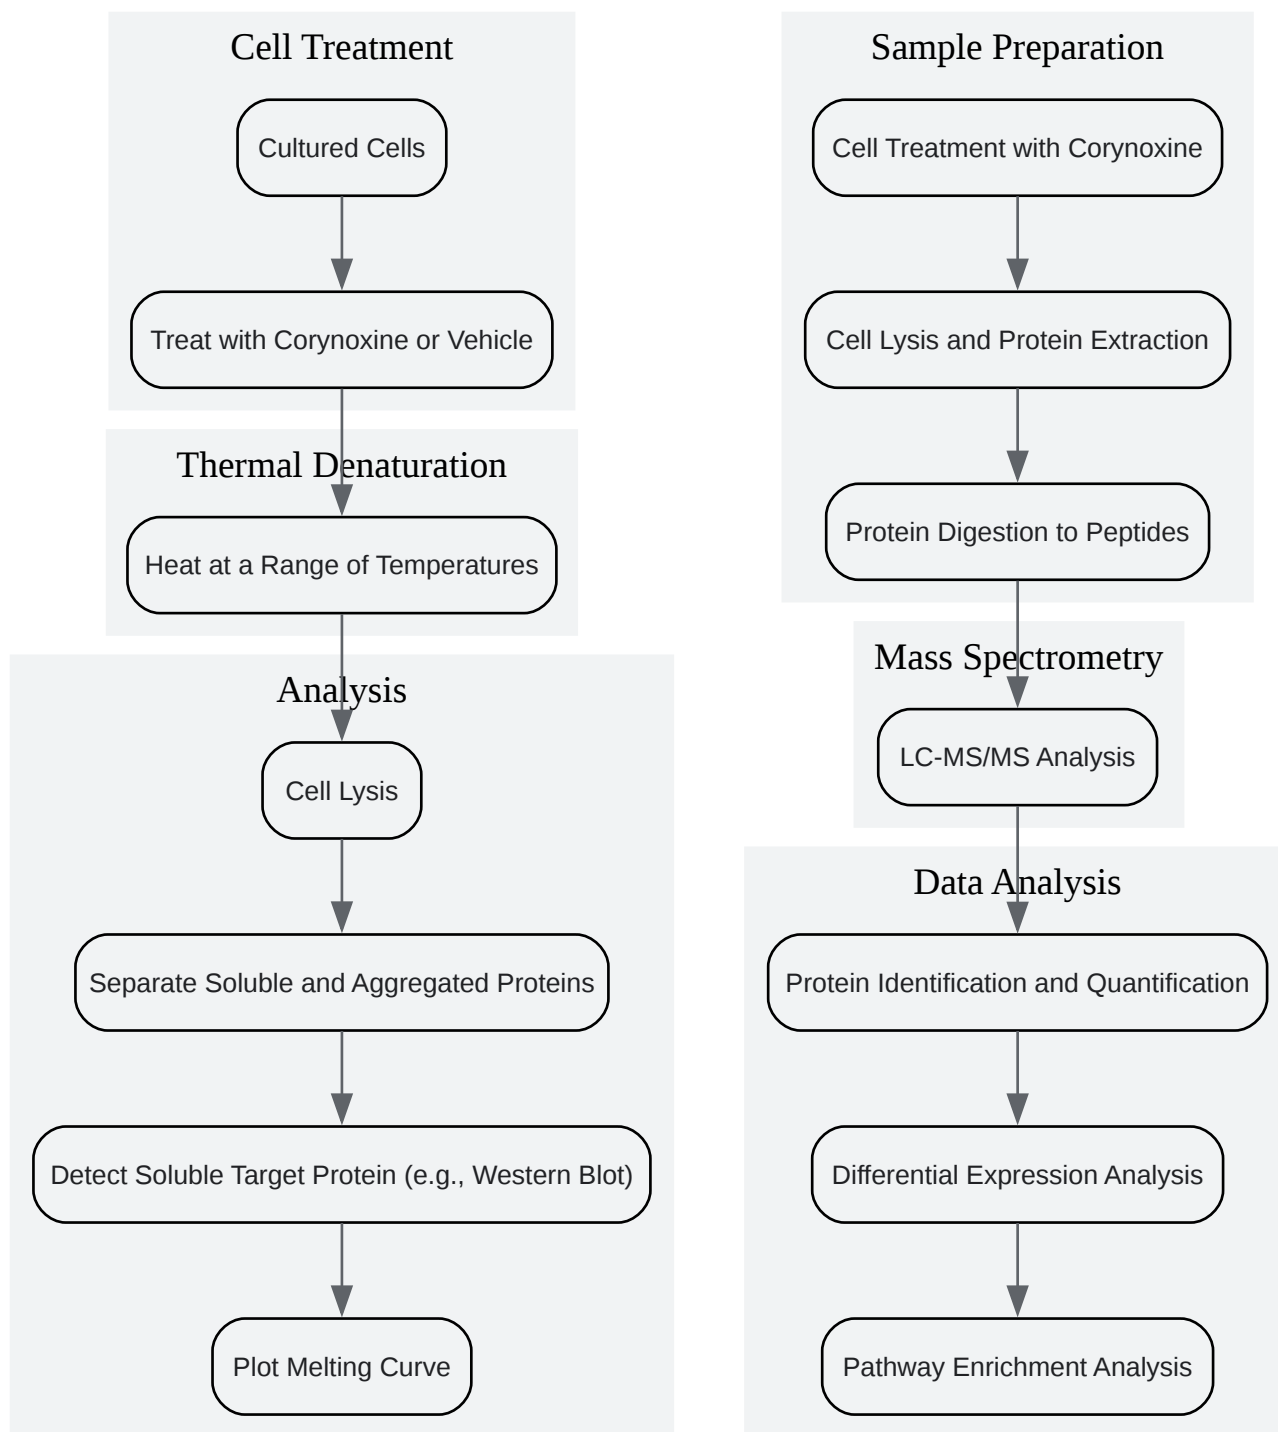 Cell Treatment
Cultured Cells
Treat with Corynoxine or Vehicle
Thermal Denaturation
Heat at a Range of Temperatures
Analysis
Cell Lysis
Separate Soluble and Aggregated Proteins
Detect Soluble Target Protein (e.g., Western Blot)
Plot Melting Curve
Sample Preparation
Cell Treatment with Corynoxine
Cell Lysis and Protein Extraction
Protein Digestion to Peptides
Mass Spectrometry
LC-MS/MS Analysis
Data Analysis
Protein Identification and Quantification
Differential Expression Analysis
Pathway Enrichment Analysis